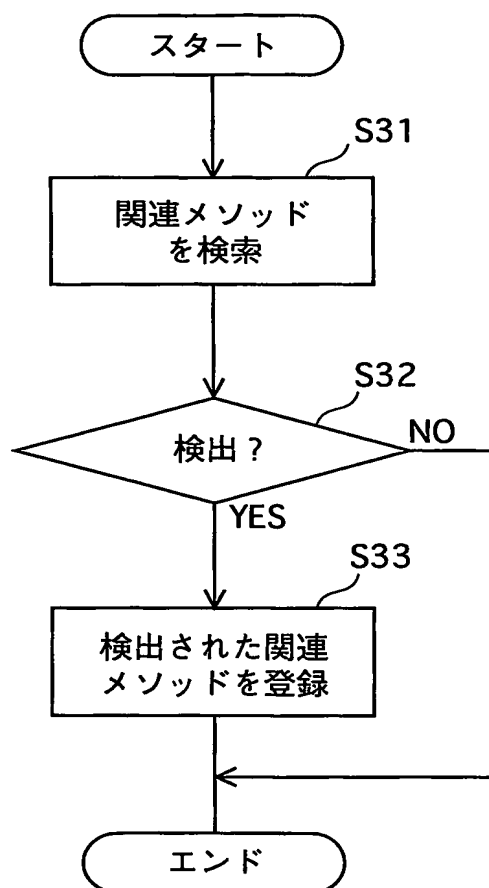 スタート
S31
関連メソッド
を検索
S32
検出?
NO
YES
S33
検出された関連
メソッドを登録
エンド